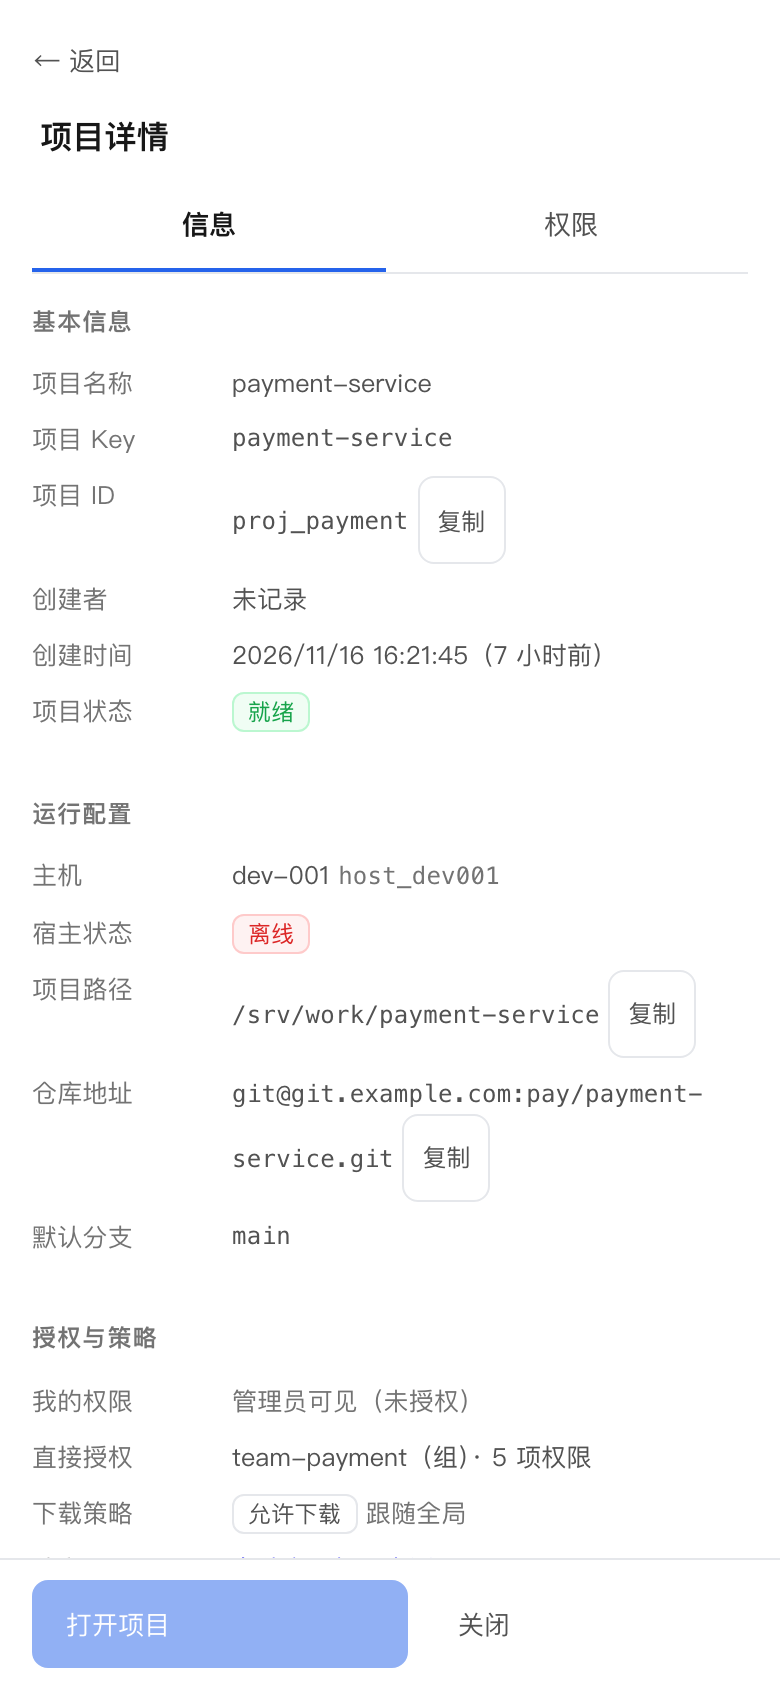 ← 返回
项目详情
信息 权限
基本信息
项目名称 payment-service
项目 Key payment-service
项目 ID proj_payment 复制
创建者 未记录
创建时间 2026/11/16 16:21:45（7 小时前）
项目状态 就绪
运行配置
主机 dev-001 host_dev001
宿主状态 离线
项目路径 /srv/work/payment-service 复制
仓库地址 git@git.example.com:pay/payment-
service.git 复制
默认分支 main
授权与策略
我的权限 管理员可见（未授权）
直接授权 team-payment（组）· 5 项权限
下载策略 允许下载 跟随全局
打开项目 关闭